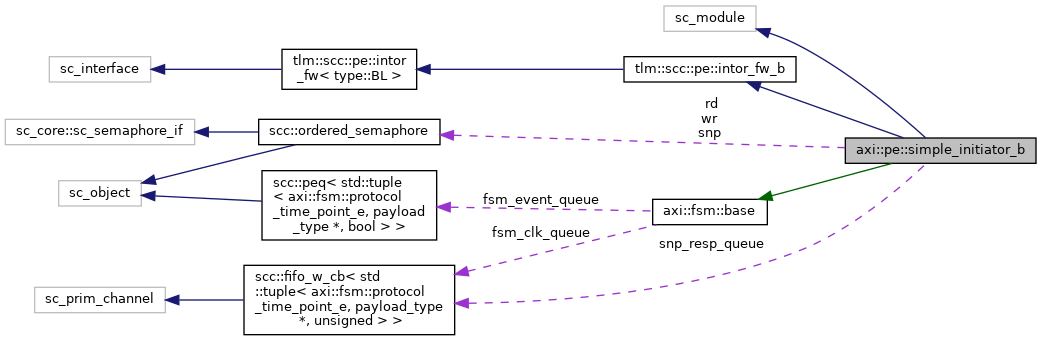 sc_module
tlm::scc::pe::intor
_fw< type::BL >
sc_interface
tlm::scc::pe::intor_fw_b
rd
wr
snp
sc_core::sc_semaphore_if
scc::ordered_semaphore
axi::pe::simple_initiator_b
sc_object
scc::peq< std::tuple
< axi::fsm::protocol
_time_point_e, payload
_type *, bool > >
fsm_event_queue
axi::fsm::base
fsm_clk_queue
snp_resp_queue
scc::fifo_w_cb< std
::tuple< axi::fsm::protocol
_time_point_e, payload_type
*, unsigned > >
sc_prim_channel